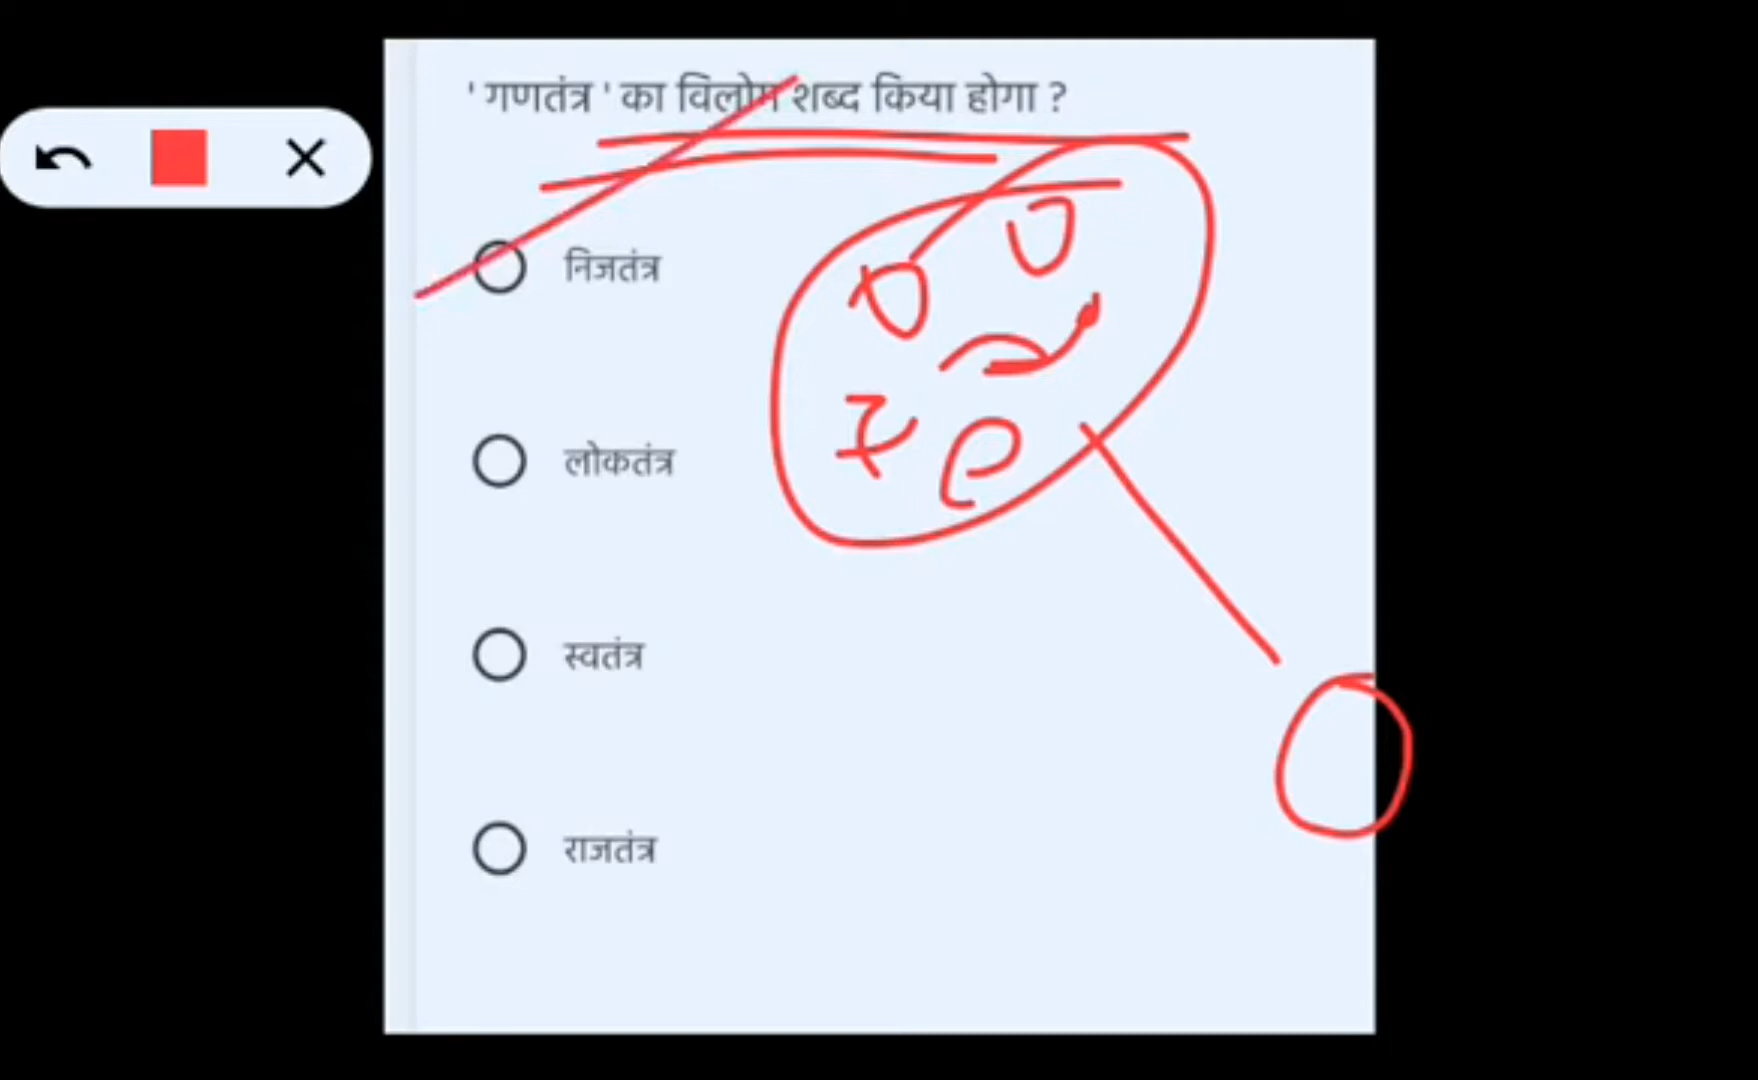 ' गणतंत्र ' का विलोम शब्द किया होगा ?
निजतंत्र
लोकतंत्र
स्वतंत्र
राजतंत्र